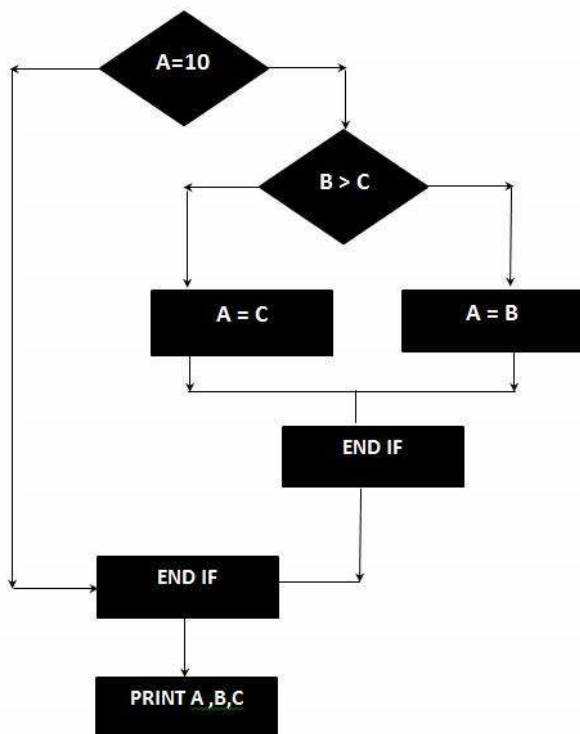 A=10
B > C
A = C
A = B
END IF
END IF
PRINT A ,B,C